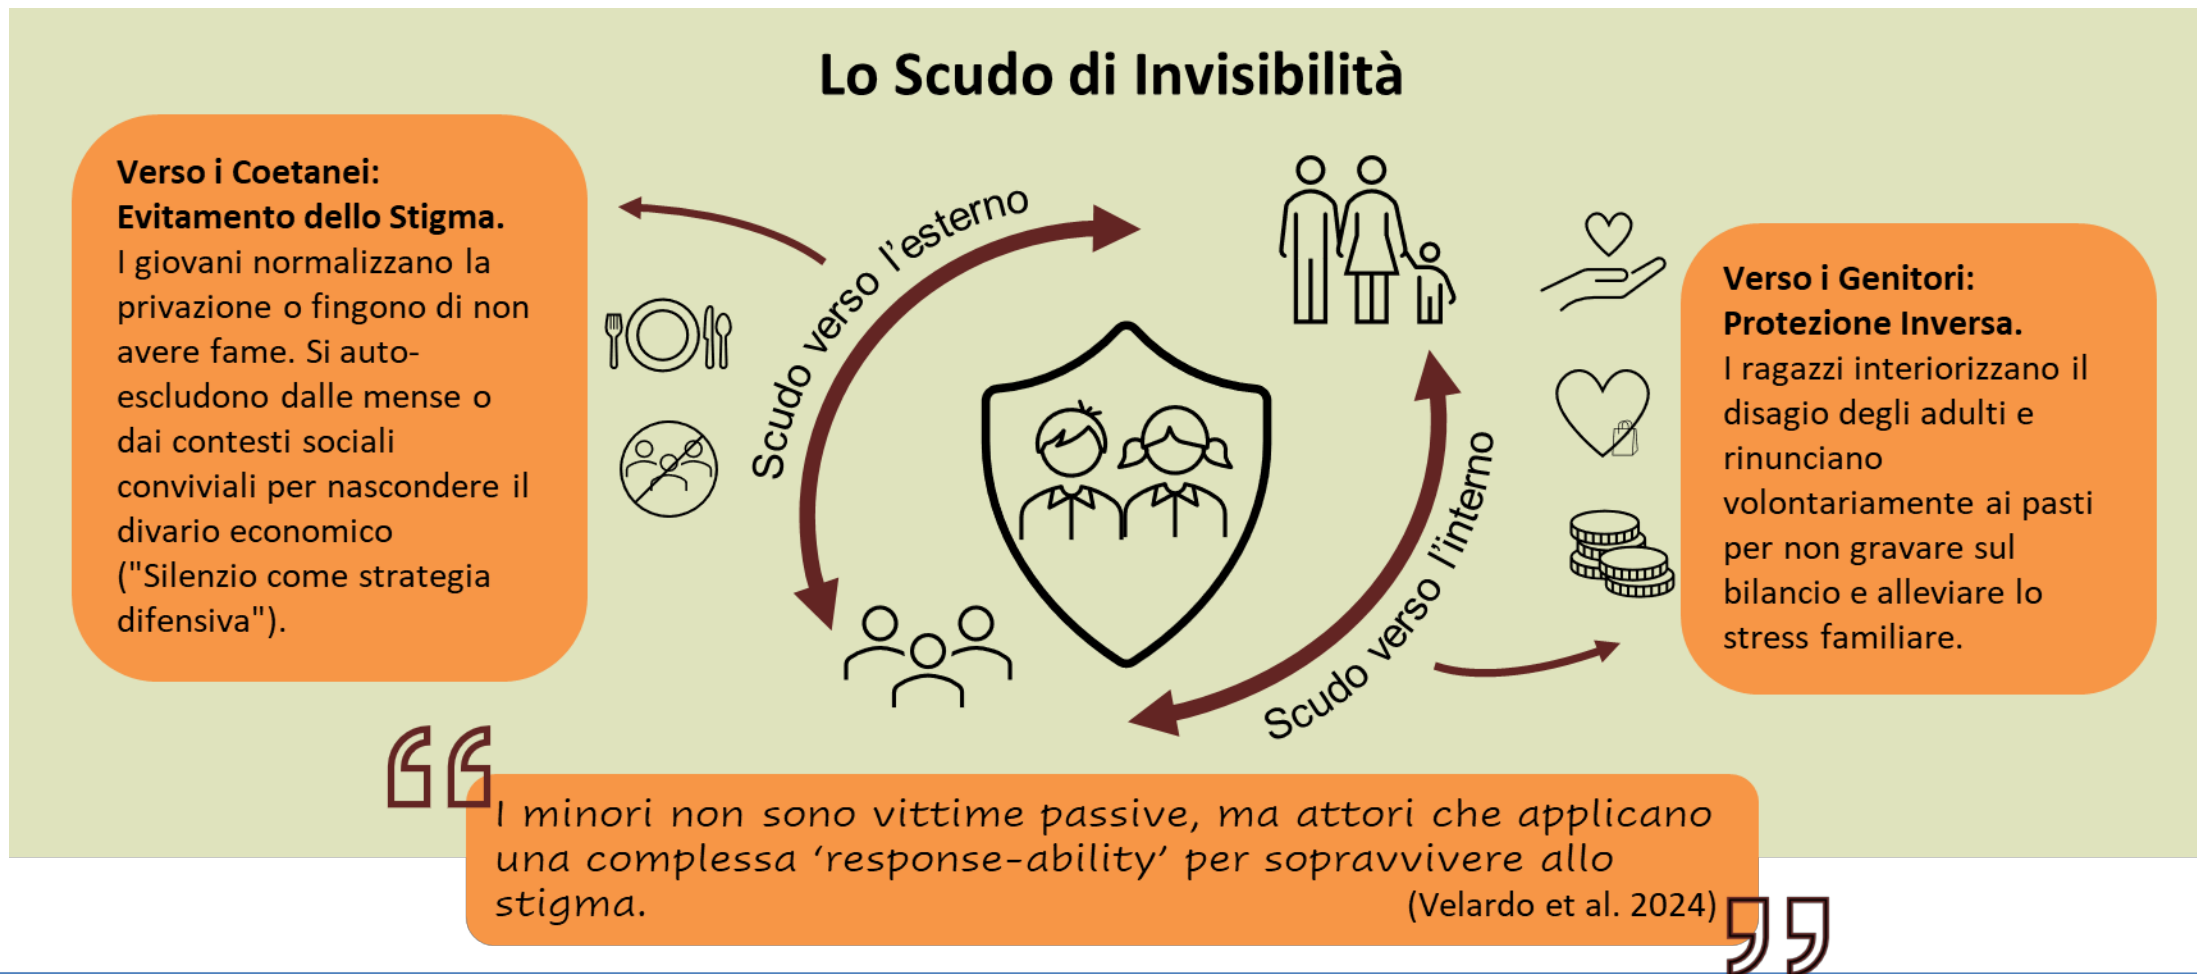 Lo Scudo di Invisibilità
Verso i Coetanei:
Evitamento dello Stigma.
I giovani normalizzano la
privazione o fingono di non
avere fame. Si auto-
escludono dalle mense o
dai contesti sociali
conviviali per nascondere il
divario economico
("Silenzio come strategia
difensiva").
Scudo verso l'esterno
Scudo verso l'interno
Verso i Genitori:
Protezione Inversa.
I ragazzi interiorizzano il
disagio degli adulti e
rinunciano
volontariamente ai pasti
per non gravare sul
bilancio e alleviare lo
stress familiare.
I minori non sono vittime passive, ma attori che applicano
una complessa ‘response-ability’ per sopravvivere allo
stigma. (Velardo et al. 2024)